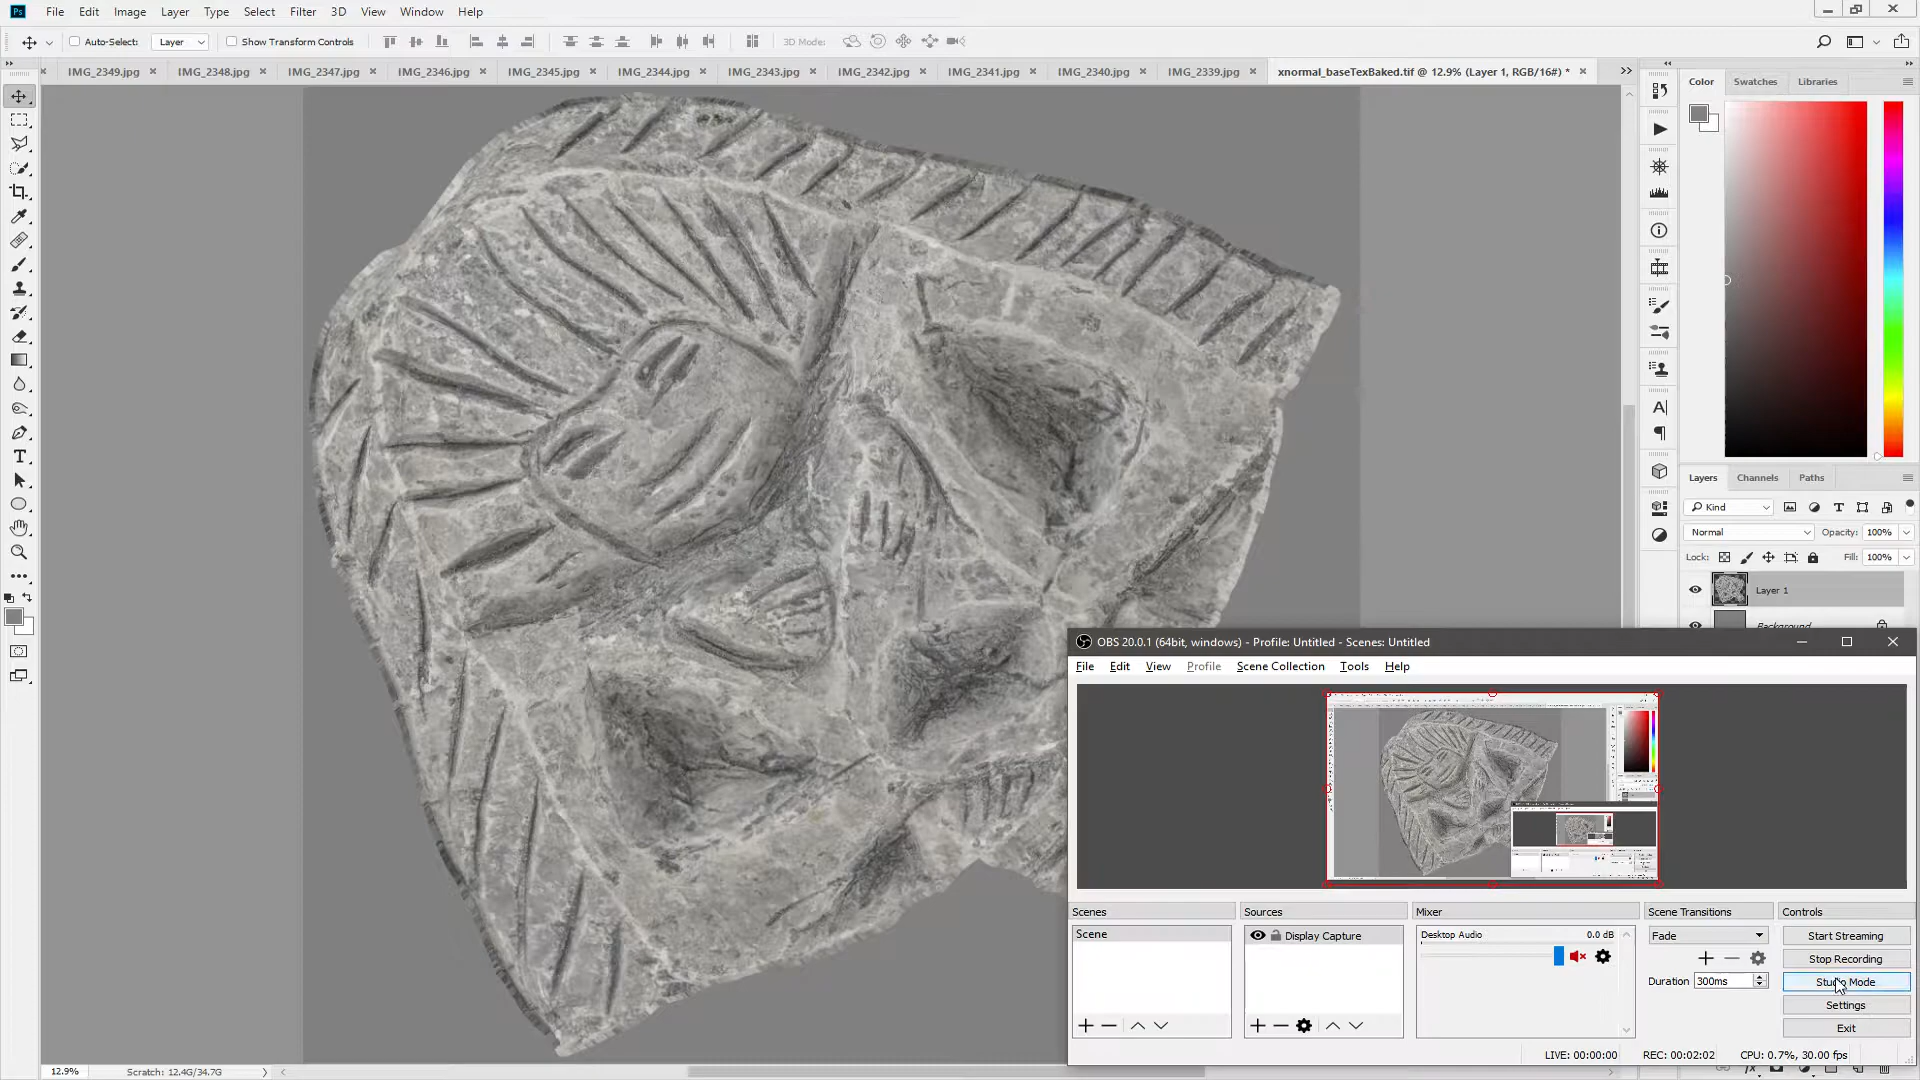 Ps File Edit Image Layer Type Select Filter 3D View Window Help
Auto-Select: Layer Show Transform Controls 3D Mode:
IMG_2349.jpg IMG_2348.jpg IMG_2347.jpg IMG_2346.jpg IMG_2345.jpg IMG_2344.jpg IMG_2343.jpg IMG_2342.jpg IMG_2341.jpg IMG_2340.jpg IMG_2339.jpg xnormal_baseTexBaked.tif @ 12.9% (Layer 1, RGB/16#) *
Color Swatches Libraries
Layers Channels Paths
Kind
Normal Opacity: 100%
Lock: Fill: 100%
Layer 1
Background
OBS 20.0.1 (64bit, windows) - Profile: Untitled - Scenes: Untitled
File Edit View Profile Scene Collection Tools Help
Scenes Sources Mixer Scene Transitions Controls
Scene
Display Capture
Desktop Audio 0.0 dB
Fade
Duration 300ms
Start Streaming
Stop Recording
Studio Mode
Settings
Exit
LIVE: 00:00:00 REC: 00:02:02 CPU: 0.7%, 30.00 fps
12.9% Scratch: 12.4G/34.7G